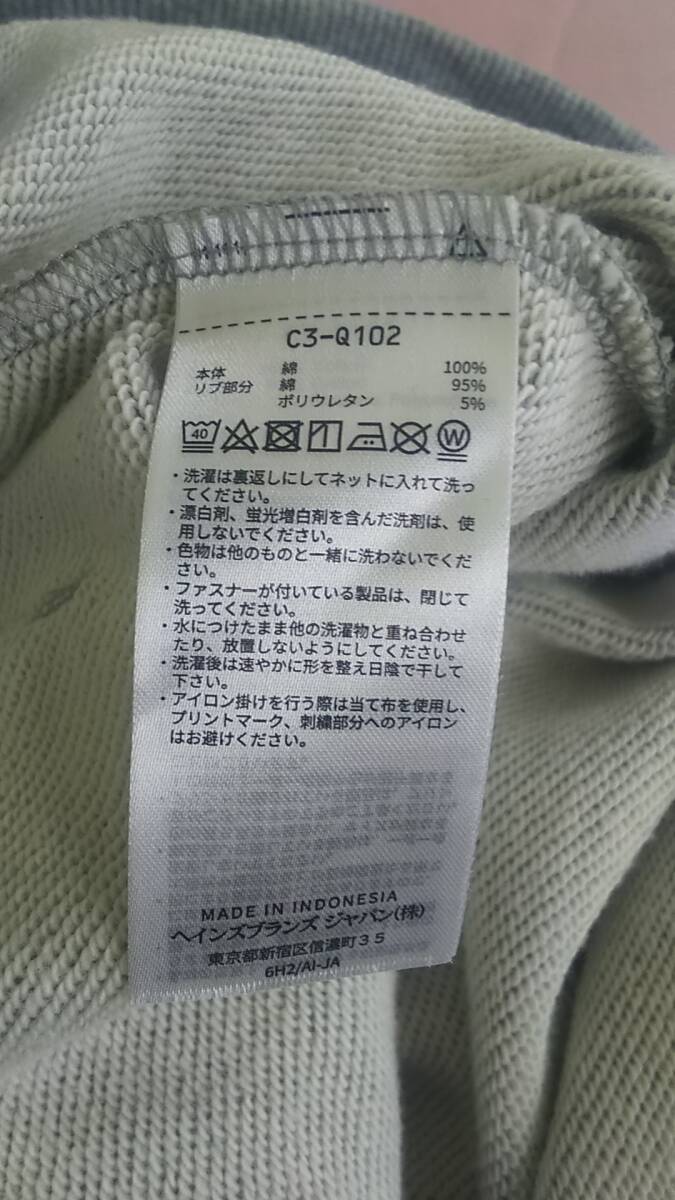 C3-Q102
本体 綿 100%
リブ部分 綿 95%
ポリウレタン 5%
40 W
・洗濯は裏返しにしてネットに入れて洗っ
てください。
・漂白剤、蛍光増白剤を含んだ洗剤は、使
用しないでください。
・色物は他のものと一緒に洗わないでくだ
さい。
・ファスナーが付いている製品は、閉じて
洗ってください。
・水につけたまま他の洗濯物と重ね合わせ
たり、放置しないようにしてください。
・洗濯後は速やかに形を整え日陰で干して
下さい。
・アイロン掛けを行う際は当て布を使用し、
プリントマーク、刺繍部分へのアイロン
はお避けください。
MADE IN INDONESIA
ヘインズブランズ ジャパン(株)
東京都新宿区信濃町35
6H2/AI-JA